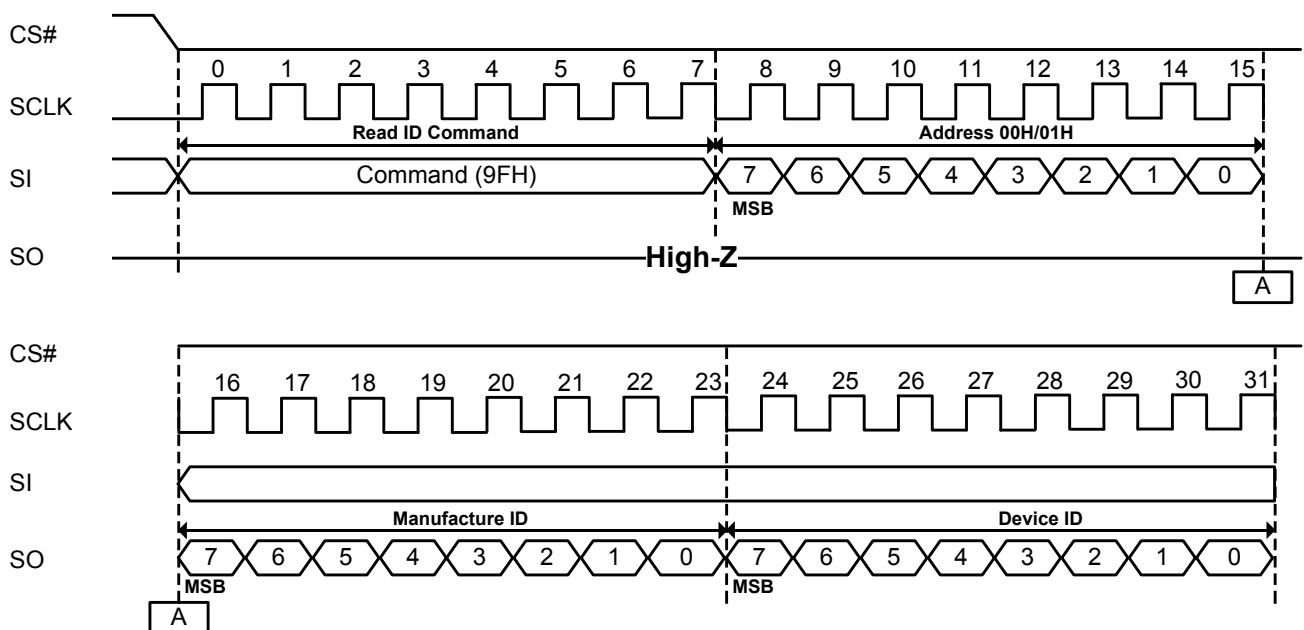 CS#
0 1 2 3 4 5 6 7 8 9 10 11 12 13 14 15
SCLK
Read ID Command Address 00H/01H
SI Command (9FH) 7 6 5 4 3 2 1 0
MSB
SO High-Z
A
CS#
16 17 18 19 20 21 22 23 24 25 26 27 28 29 30 31
SCLK
SI
Manufacture ID Device ID
SO 7 6 5 4 3 2 1 0 7 6 5 4 3 2 1 0
MSB MSB
A